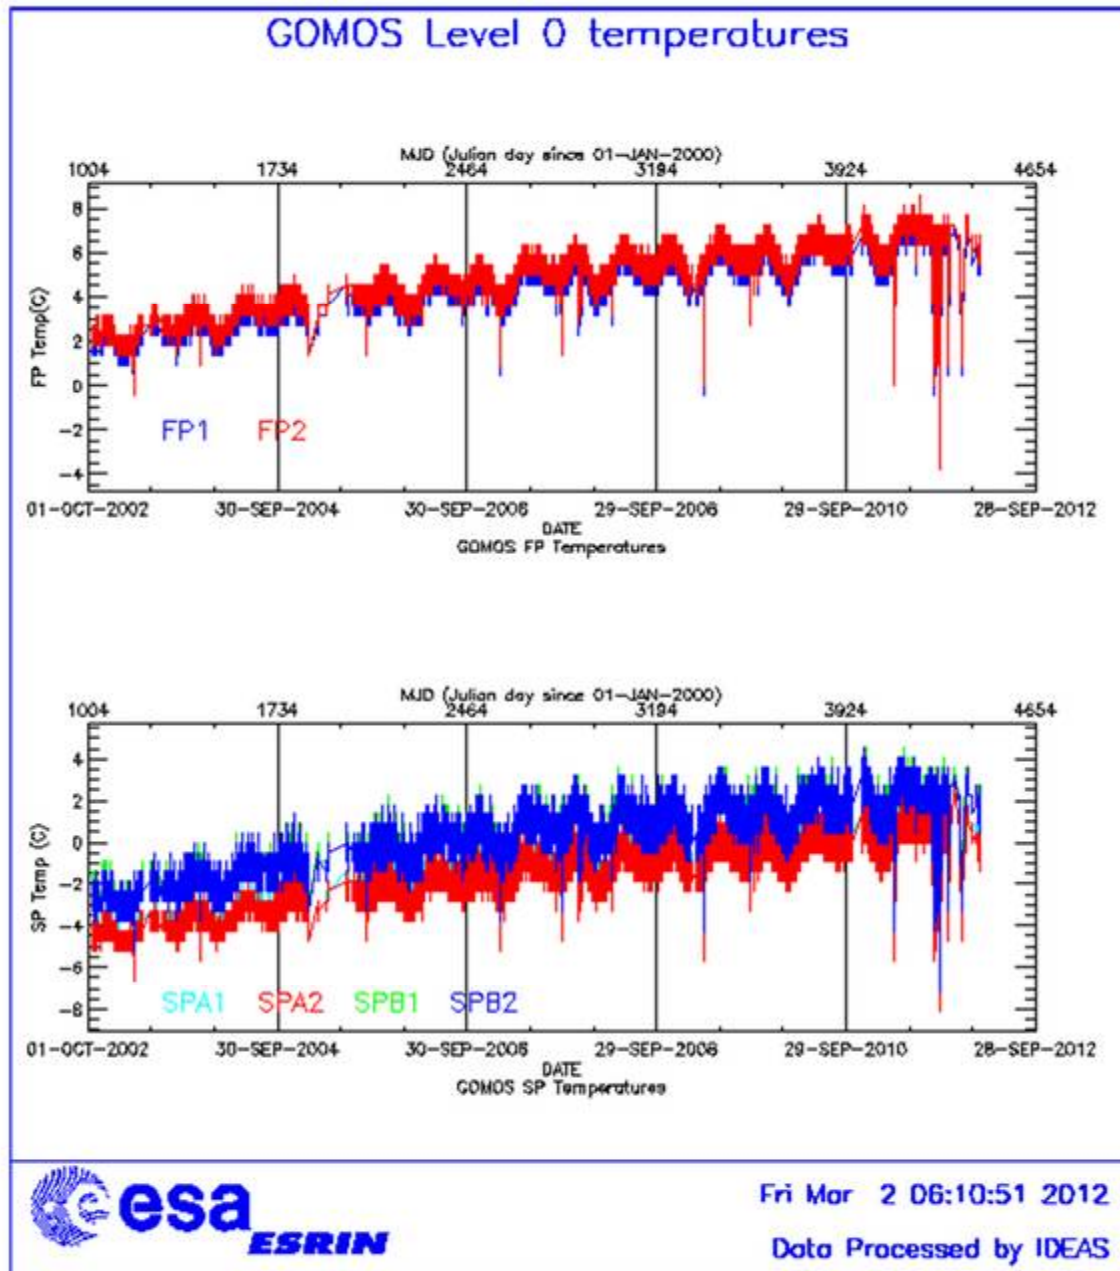 GOMOS Level 0 temperatures
MJD (Julian day since 01-JAN-2000)
1004 1734 2464 3194 3924 4654
8
6
4
2
0
-2
-4
FP Temp(C)
FP1 FP2
01-OCT-2002 30-SEP-2004 30-SEP-2006 29-SEP-2008 29-SEP-2010 28-SEP-2012
DATE
GOMOS FP Temperatures
MJD (Julian day since 01-JAN-2000)
1004 1734 2464 3194 3924 4654
4
2
0
-2
-4
-6
-8
SP Temp (C)
SPA1 SPA2 SPB1 SPB2
01-OCT-2002 30-SEP-2004 30-SEP-2006 29-SEP-2008 29-SEP-2010 28-SEP-2012
DATE
GOMOS SP Temperatures
esa
ESRIN
Fri Mar 2 06:10:51 2012
Data Processed by IDEAS